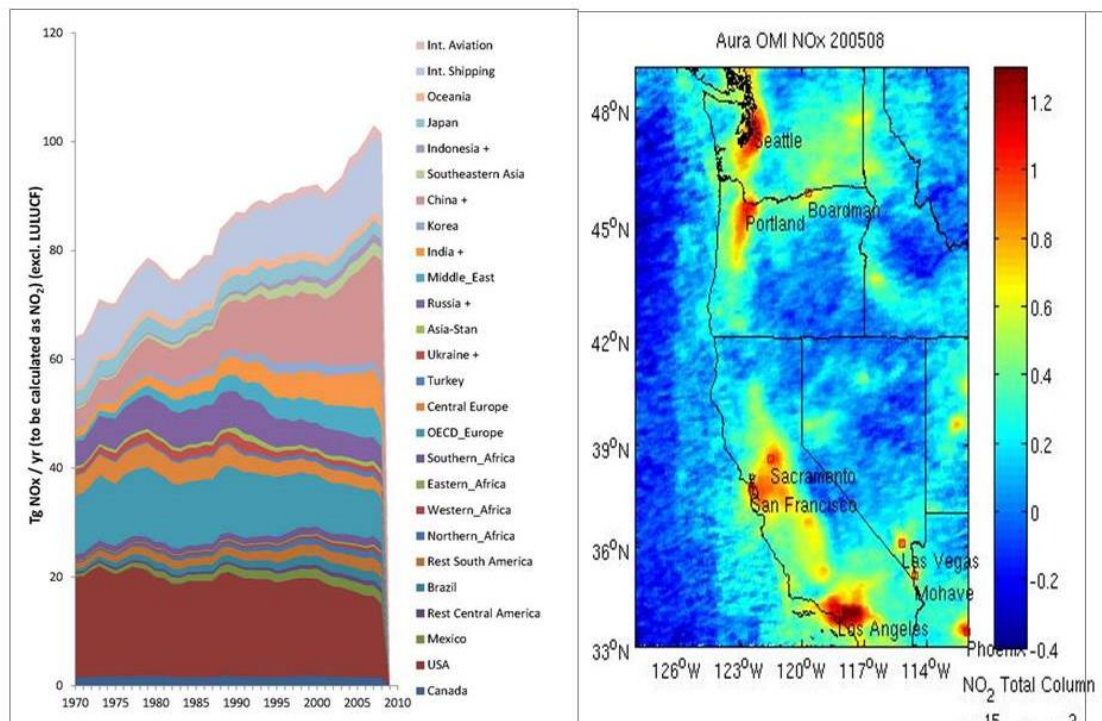 120
100
80
60
40
20
0
Tg NOx / yr (to be calculated as NO₂) (excl. LULUCF)
1970 1975 1980 1985 1990 1995 2000 2005 2010
Int. Aviation
Int. Shipping
Oceania
Japan
Indonesia +
Southeastern Asia
China +
Korea
India +
Middle_East
Russia +
Asia-Stan
Ukraine +
Turkey
Central Europe
OECD_Europe
Southern_Africa
Eastern_Africa
Western_Africa
Northern_Africa
Rest South America
Brazil
Rest Central America
Mexico
USA
Canada
Aura OMI NOx 200508
48°N
45°N
42°N
39°N
36°N
33°N
Seattle
Portland
Boardman
Sacramento
San Francisco
Las Vegas
Mohave
Los Angeles
Phoenix
126°W 123°W 120°W 117°W 114°W
1.2
1
0.8
0.6
0.4
0.2
0
-0.2
-0.4
NO₂ Total Column